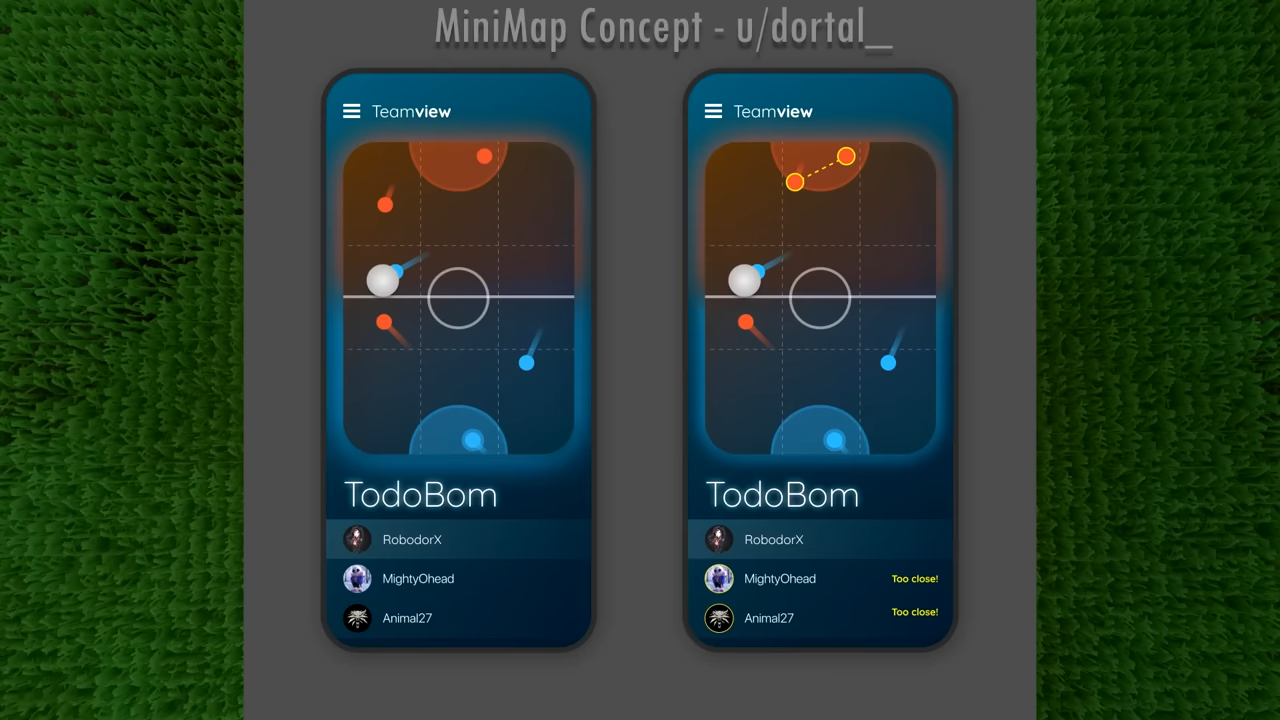 MiniMap Concept - u/dortal_
Teamview
TodoBom
RobodorX
MightyOhead
Animal27
Teamview
TodoBom
RobodorX
MightyOhead Too close!
Animal27 Too close!